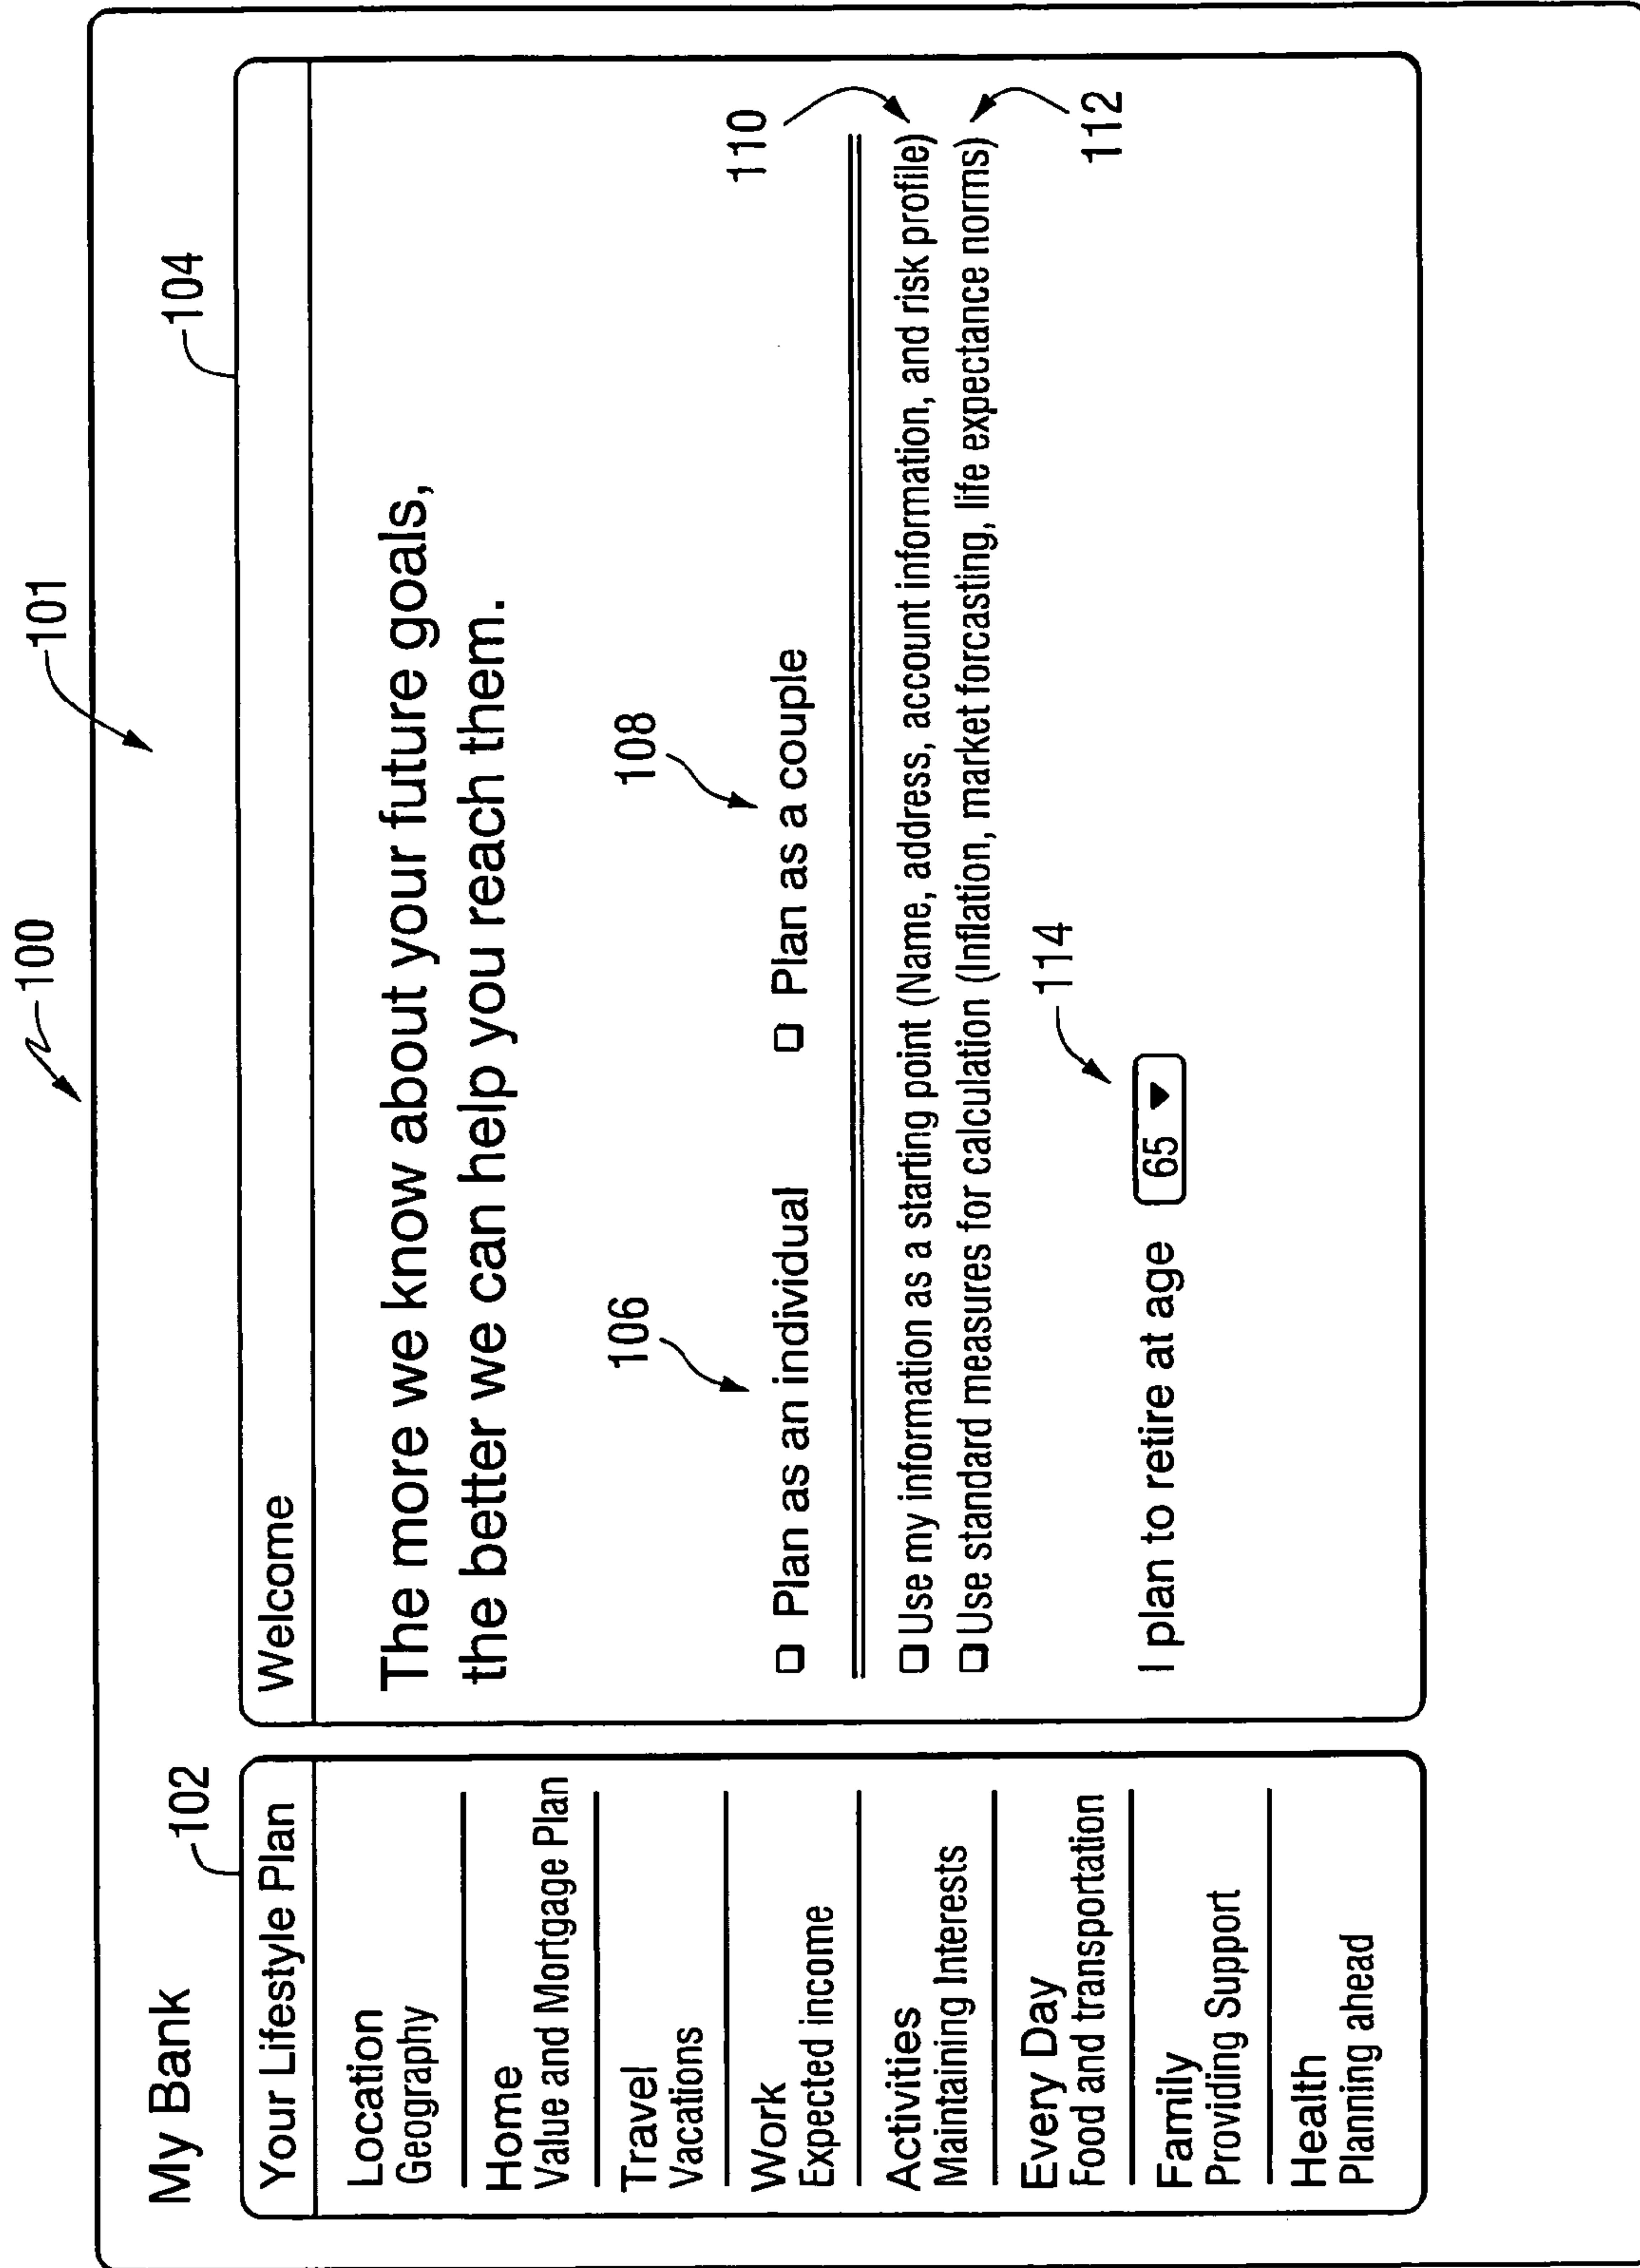 100
101
My Bank
102
104
Your Lifestyle Plan
Location
Geography
Home
Value and Mortgage Plan
Travel
Vacations
Work
Expected income
Activities
Maintaining Interests
Every Day
Food and transportation
Family
Providing Support
Health
Planning ahead
Welcome
The more we know about your future goals,
the better we can help you reach them.
106
108
Plan as an individual
Plan as a couple
110
Use my information as a starting point (Name, address, account information, and risk profile)
Use standard measures for calculation (Inflation, market forcasting, life expectance norms)
112
114
I plan to retire at age 65